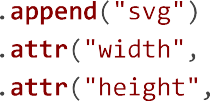 .append("svg")
.attr("width",
.attr("height",